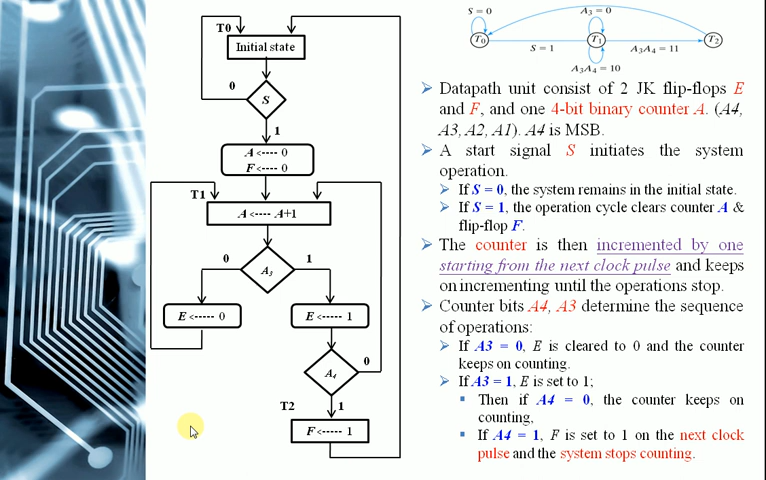 T0
Initial state
0
S
1
A <---- 0
F <---- 0
T1
A <---- A+1
0
1
A3
E <----- 0
E <----- 1
0
A4
T2
1
F <----- 1
S = 0
A3 = 0
T0
T1
T2
S = 1
A3A4 = 11
A3A4 = 10
Datapath unit consist of 2 JK flip-flops E
and F, and one 4-bit binary counter A. (A4,
A3, A2, A1). A4 is MSB.
A start signal S initiates the system
operation.
If S = 0, the system remains in the initial state.
If S = 1, the operation cycle clears counter A &
flip-flop F.
The counter is then incremented by one
starting from the next clock pulse and keeps
on incrementing until the operations stop.
Counter bits A4, A3 determine the sequence
of operations:
If A3 = 0, E is cleared to 0 and the counter
keeps on counting.
If A3 = 1, E is set to 1;
Then if A4 = 0, the counter keeps on
counting,
If A4 = 1, F is set to 1 on the next clock
pulse and the system stops counting.